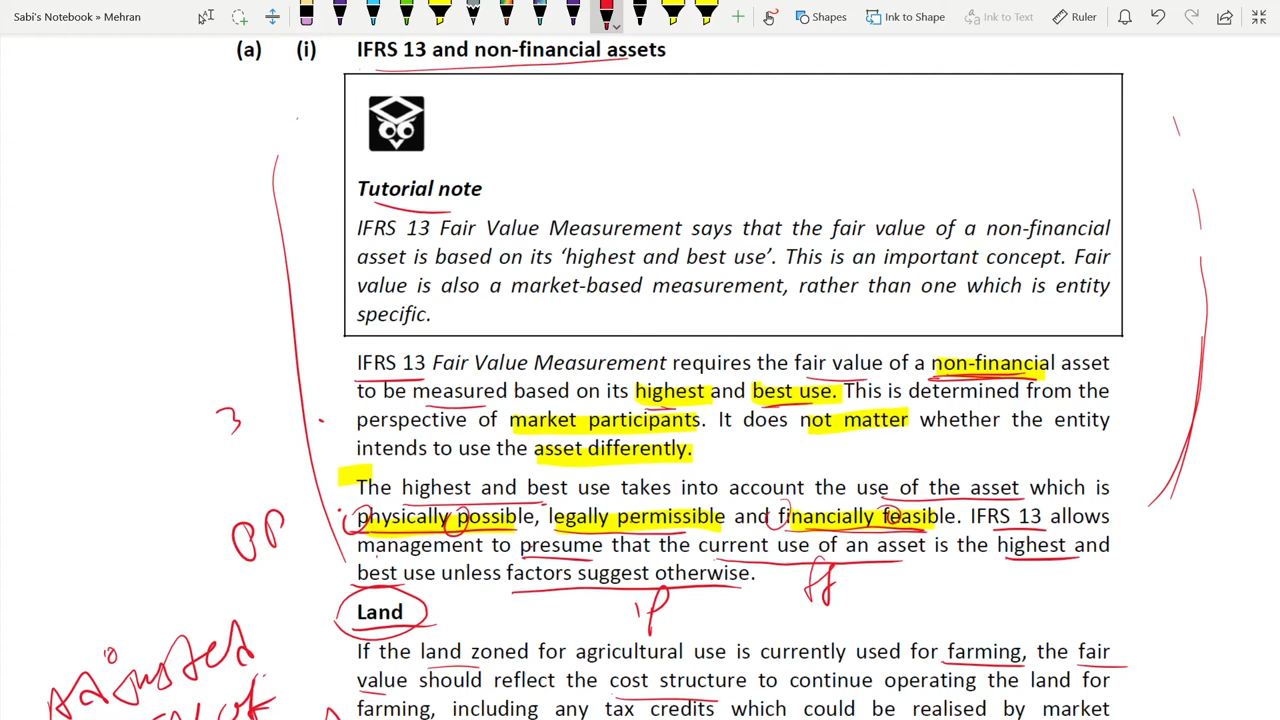 Sabi's Notebook » Mehran
Shapes
Ink to Shape
Ink to Text
Ruler
(a) (i) IFRS 13 and non-financial assets
Tutorial note
IFRS 13 Fair Value Measurement says that the fair value of a non-financial
asset is based on its ‘highest and best use’. This is an important concept. Fair
value is also a market-based measurement, rather than one which is entity
specific.
IFRS 13 Fair Value Measurement requires the fair value of a non-financial asset
to be measured based on its highest and best use. This is determined from the
perspective of market participants. It does not matter whether the entity
3
intends to use the asset differently.
The highest and best use takes into account the use of the asset which is
physically possible, legally permissible and financially feasible. IFRS 13 allows
PP
management to presume that the current use of an asset is the highest and
best use unless factors suggest otherwise.
ff
lp
Land
If the land zoned for agricultural use is currently used for farming, the fair
Adjusted
value should reflect the cost structure to continue operating the land for
farming, including any tax credits which could be realised by market